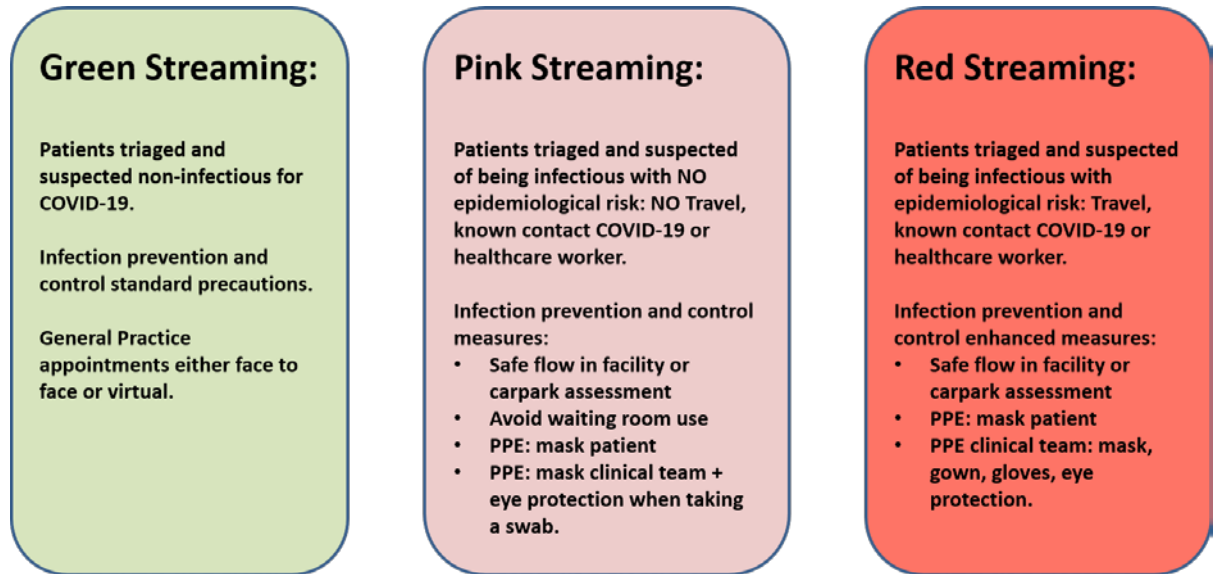 Green Streaming:
Patients triaged and
suspected non-infectious for
COVID-19.
Infection prevention and
control standard precautions.
General Practice
appointments either face to
face or virtual.
Pink Streaming:
Patients triaged and suspected
of being infectious with NO
epidemiological risk: NO Travel,
known contact COVID-19 or
healthcare worker.
Infection prevention and control
measures:
• Safe flow in facility or
carpark assessment
• Avoid waiting room use
• PPE: mask patient
• PPE: mask clinical team +
eye protection when taking
a swab.
Red Streaming:
Patients triaged and suspected
of being infectious with
epidemiological risk: Travel,
known contact COVID-19 or
healthcare worker.
Infection prevention and
control enhanced measures:
• Safe flow in facility or
carpark assessment
• PPE: mask patient
• PPE clinical team: mask,
gown, gloves, eye
protection.